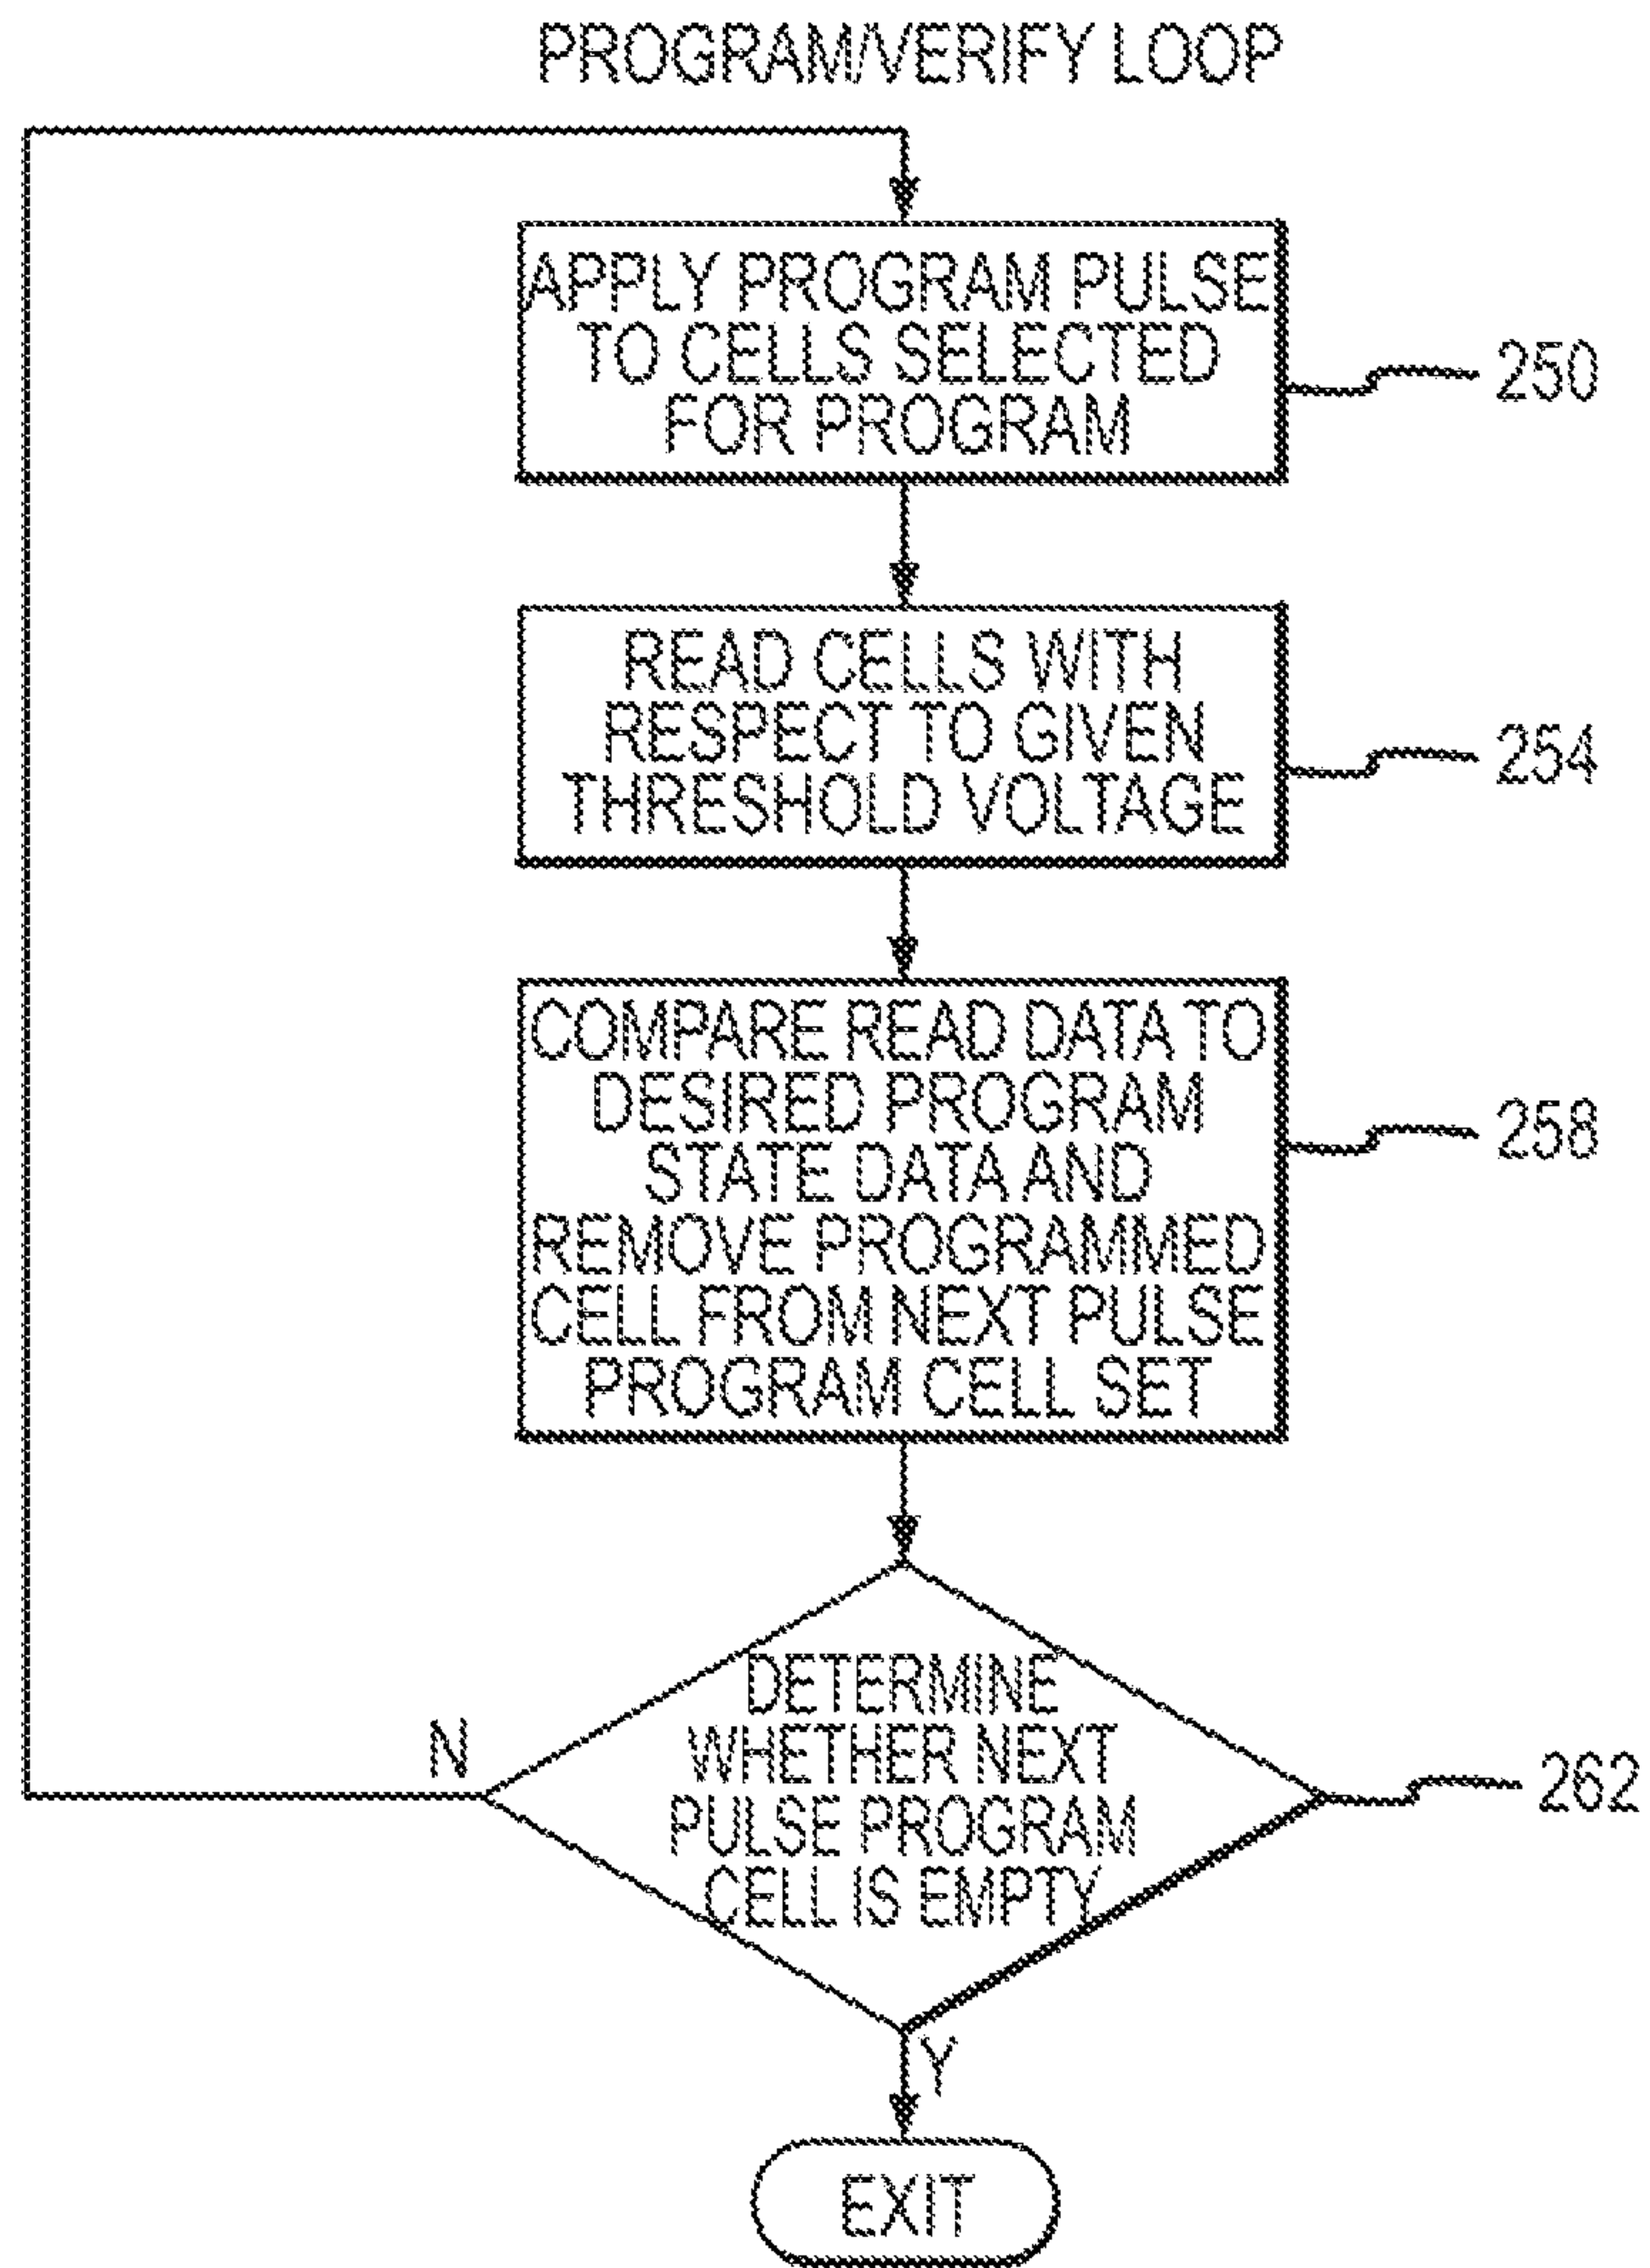 PROGRAM/VERIFY LOOP
APPLY PROGRAM PULSE
TO CELLS SELECTED
FOR PROGRAM
250
READ CELLS WITH
RESPECT TO GIVEN
THRESHOLD VOLTAGE
254
COMPARE READ DATA TO
DESIRED PROGRAM
STATE DATA AND
REMOVE PROGRAMMED
CELL FROM NEXT PULSE
PROGRAM CELL SET
258
DETERMINE
WHETHER NEXT
PULSE PROGRAM
CELL IS EMPTY
N
262
Y
EXIT